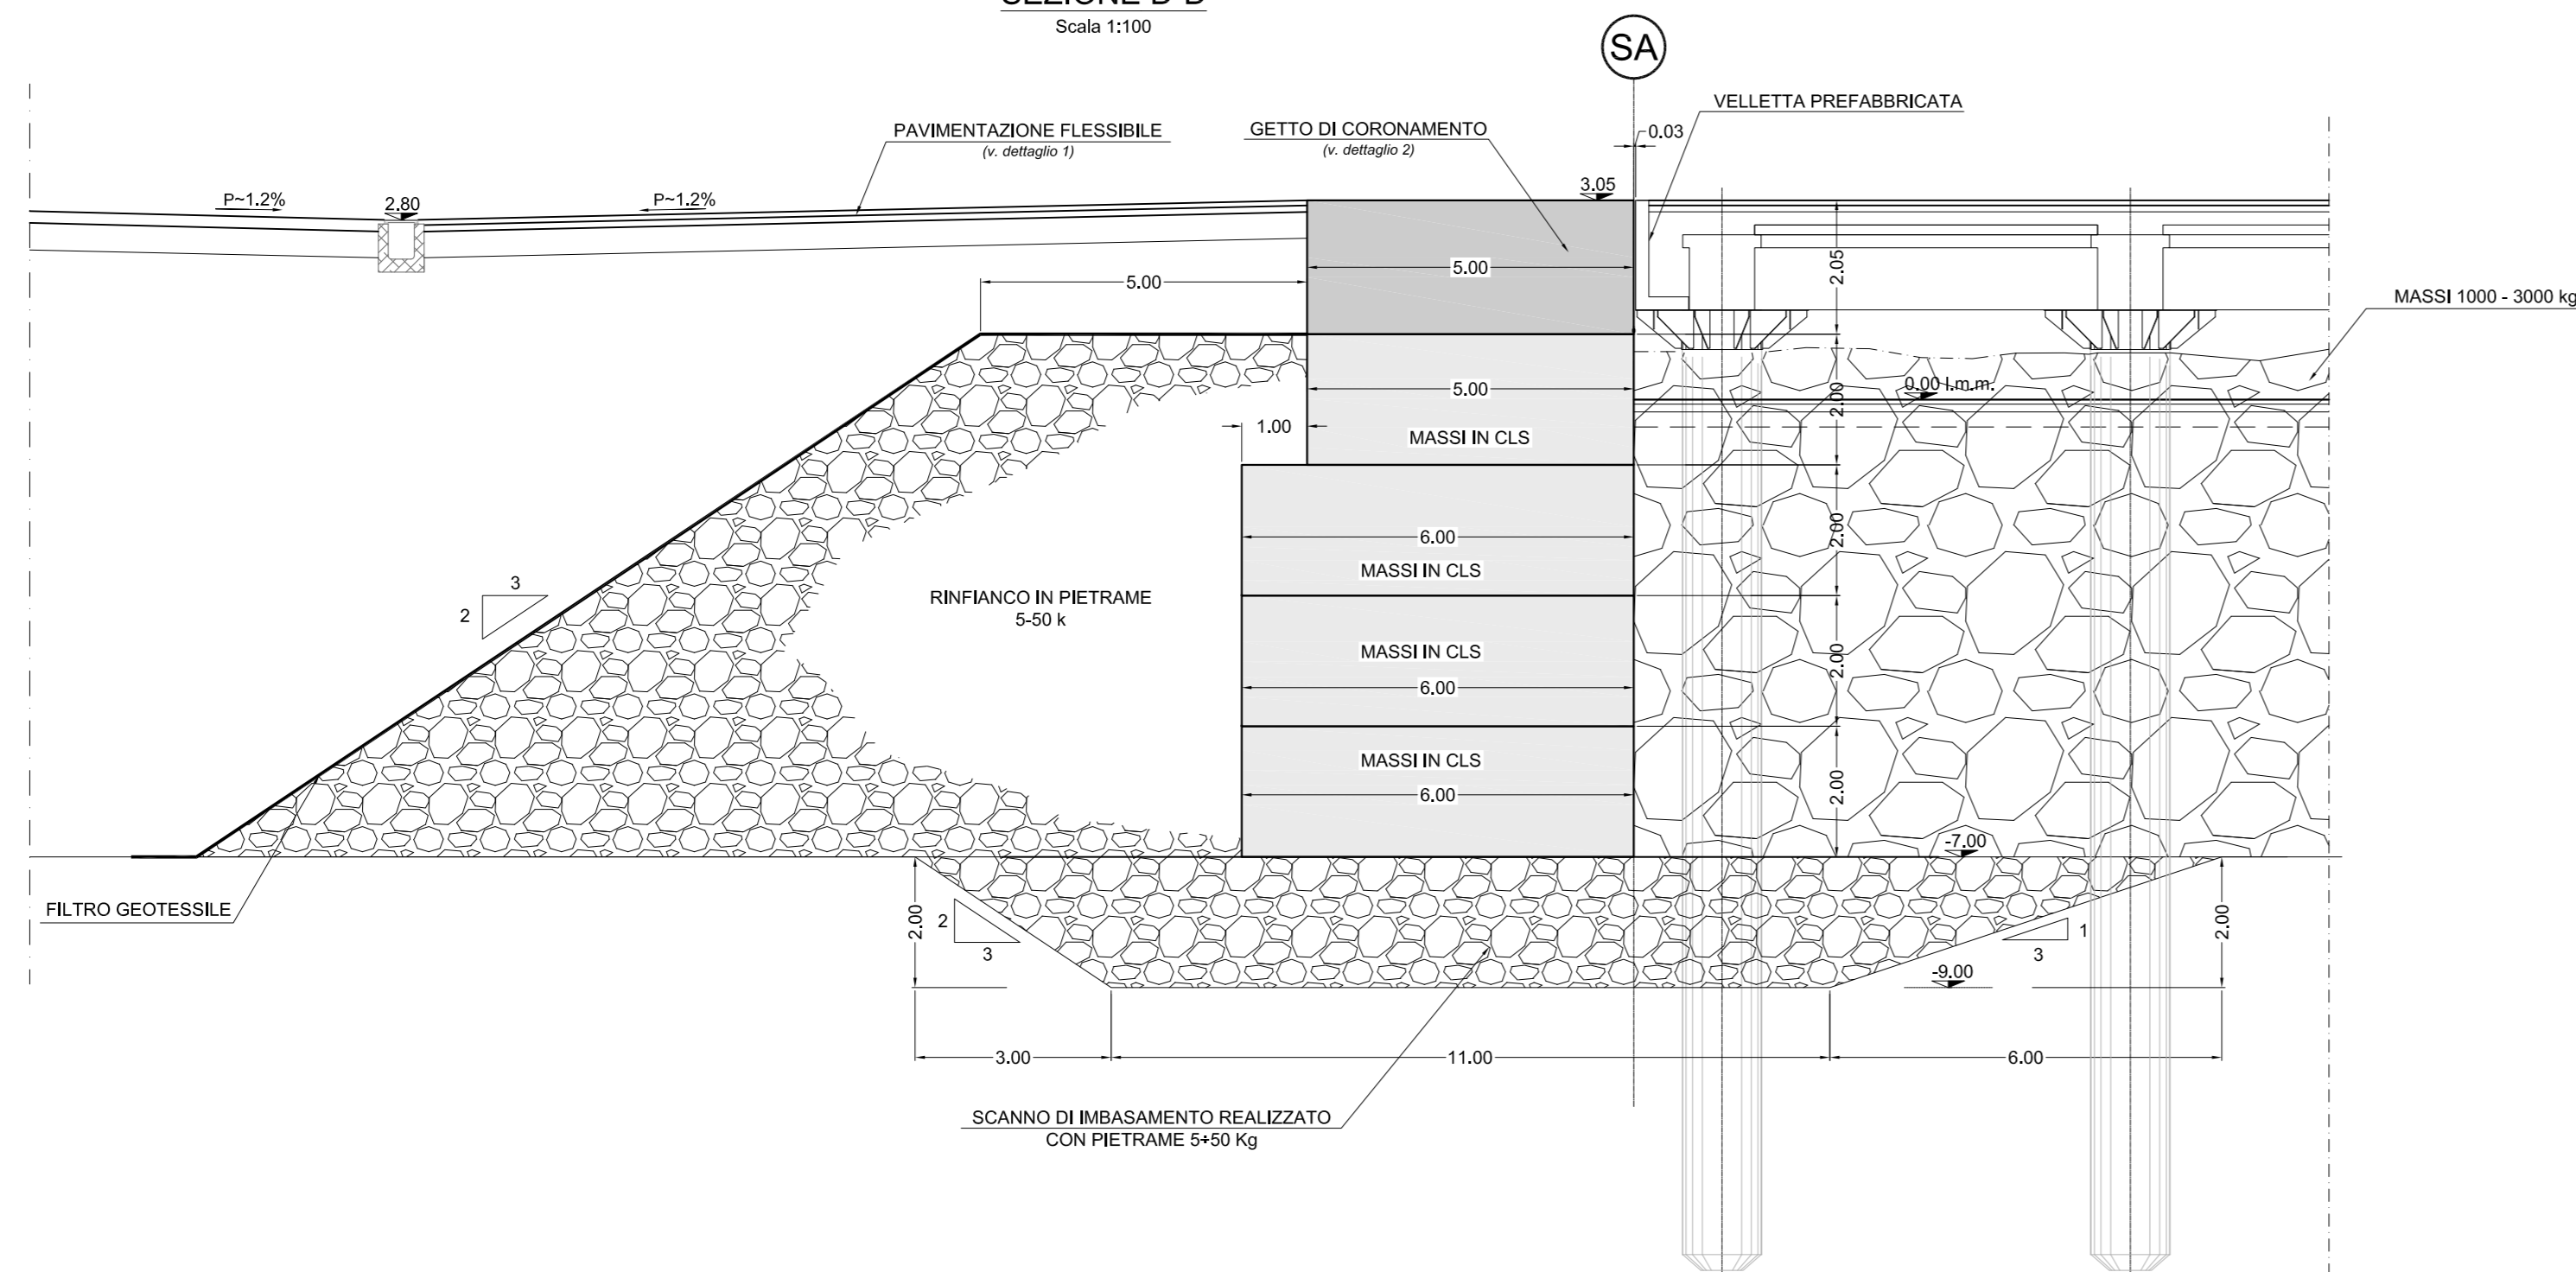 SEZIONE D-D
Scala 1:100
SA
VELLETTA PREFABBRICATA
PAVIMENTAZIONE FLESSIBILE
(v. dettaglio 1)
GETTO DI CORONAMENTO
(v. dettaglio 2)
0.03
P~1.2%
2.80
P~1.2%
3.05
2.05
5.00
5.00
MASSI 1000 - 3000 kg
0.00 l.m.m.
5.00
2.00
1.00
MASSI IN CLS
6.00
2.00
MASSI IN CLS
3
2
RINFIANCO IN PIETRAME
5-50 k
MASSI IN CLS
2.00
6.00
MASSI IN CLS
2.00
6.00
-7.00
FILTRO GEOTESSILE
2.00
2
3
1
3
2.00
-9.00
3.00
11.00
6.00
SCANNO DI IMBASAMENTO REALIZZATO
CON PIETRAME 5÷50 Kg